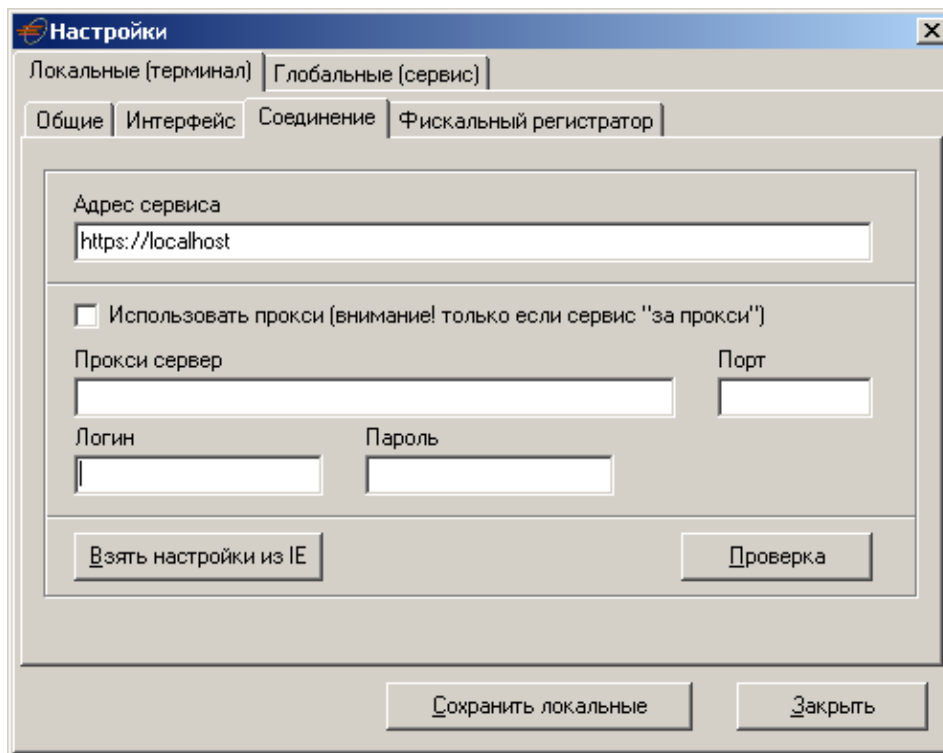 Настройки
Локальные (терминал) Глобальные (сервис)
Общие Интерфейс Соединение Фискальный регистратор
Адрес сервиса
https://localhost
Использовать прокси (внимание! только если сервис "за прокси")
Прокси сервер Порт
Логин Пароль
Взять настройки из IE Проверка
Сохранить локальные Закрыть